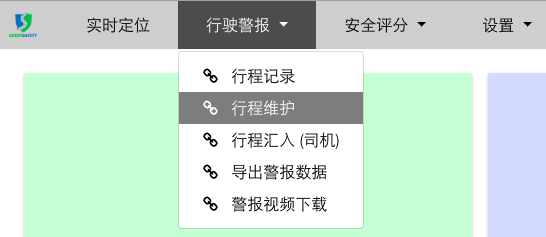 实时定位 行驶警报 安全评分 设置
行程记录
行程维护
行程汇入 (司机)
导出警报数据
警报视频下载